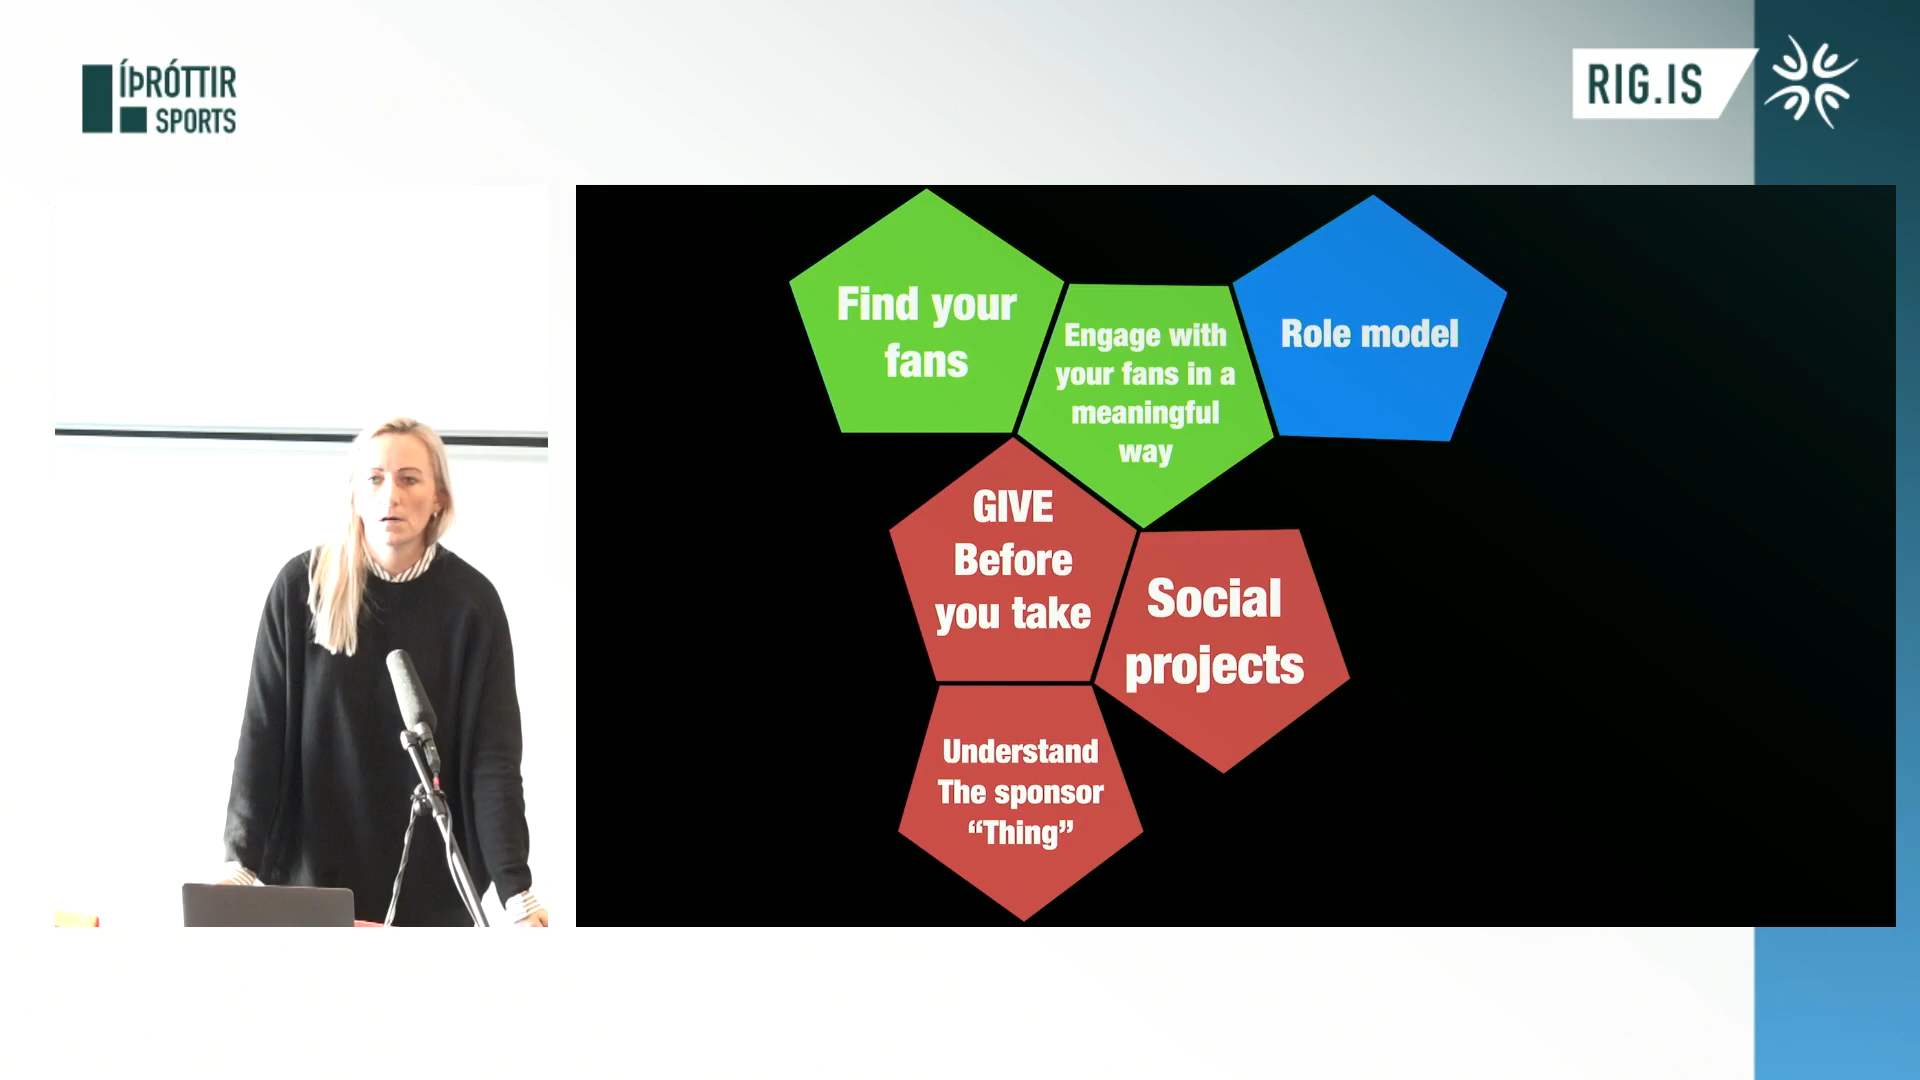 ÍÞRÓTTIR
SPORTS
RIG.IS
Find your
fans
Engage with
your fans in a
meaningful
way
Role model
GIVE
Before
you take
Social
projects
Understand
The sponsor
“Thing”